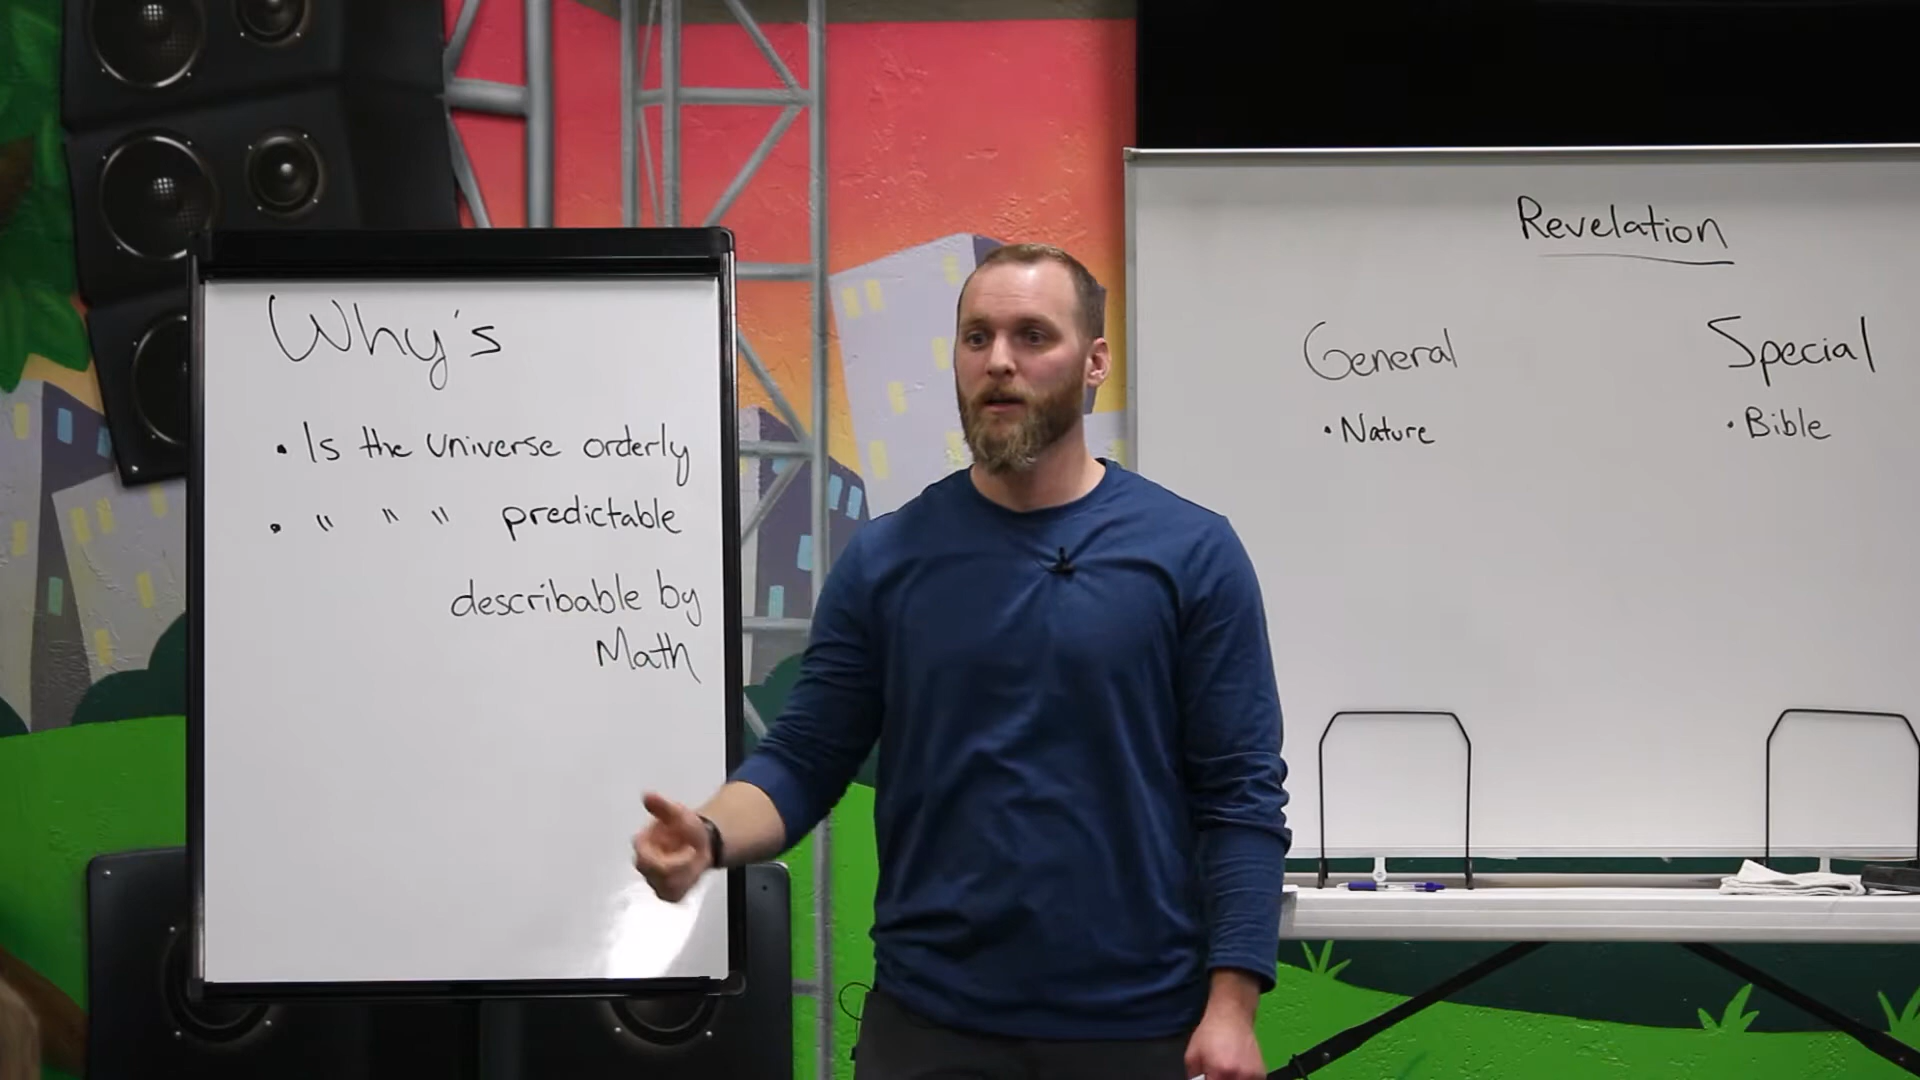 Why's
• Is the universe orderly
• " " " predictable
describable by
Math
Revelation
General
• Nature
Special
• Bible